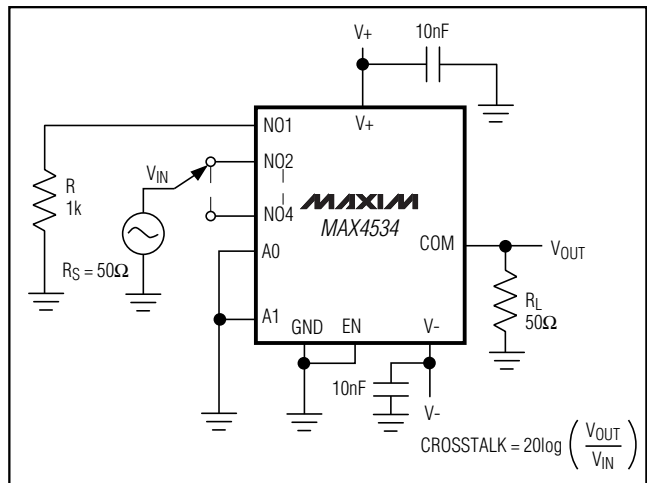 V+
10nF
V+
NO1
NO2
NO4
A0
A1
GND
EN
V-
COM
MAXIM
MAX4534
VIN
R
1k
RS = 50Ω
VOUT
RL
50Ω
10nF
V-
CROSSTALK = 20log ( VOUT / VIN )